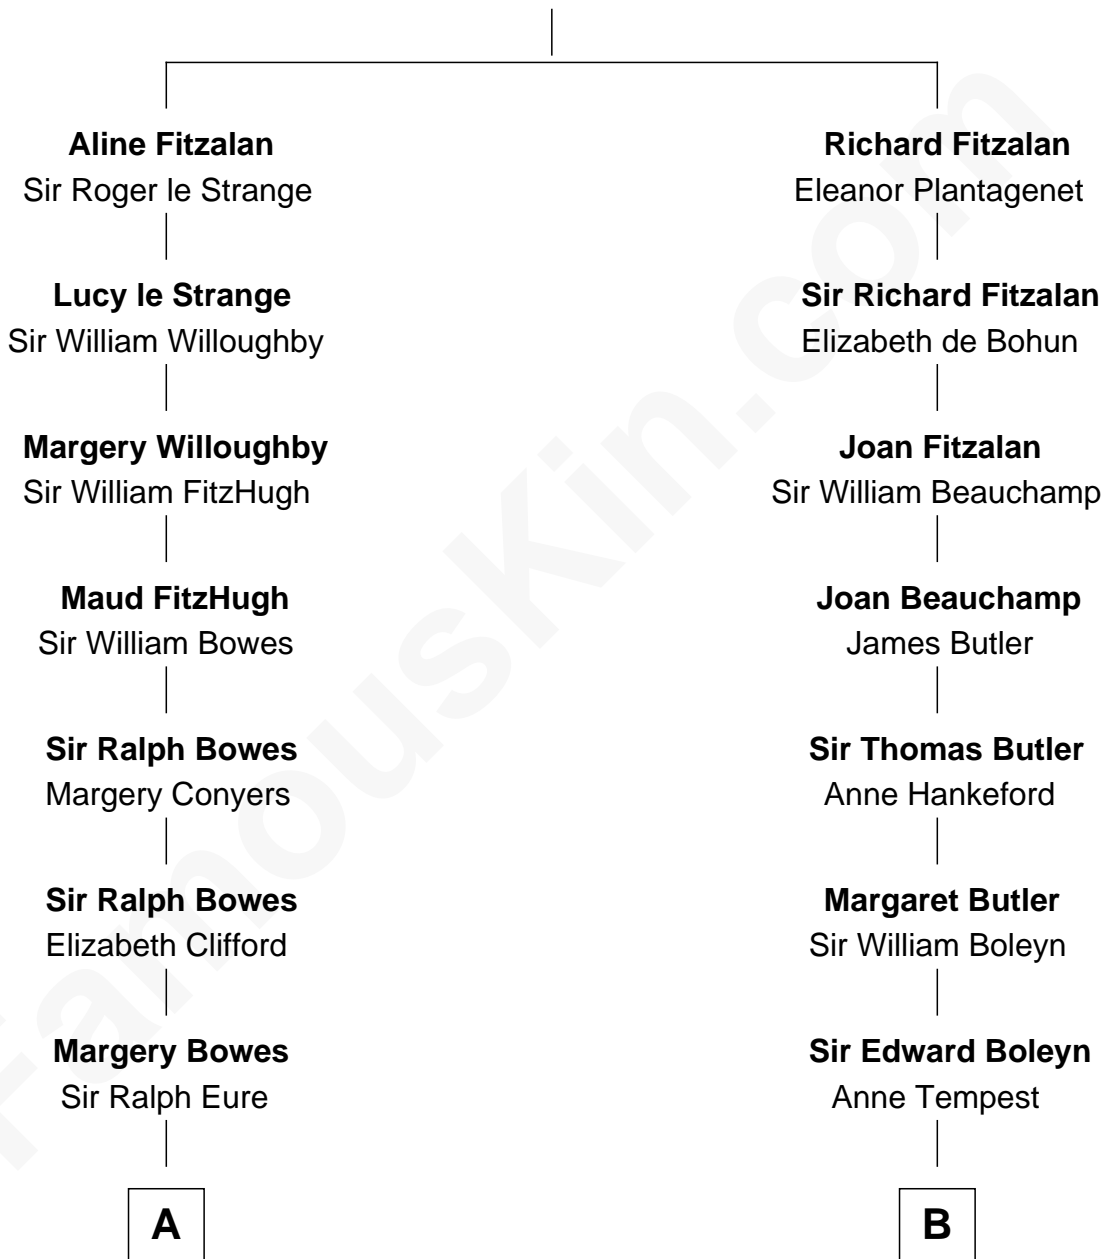 Aline Fitzalan
Sir Roger le Strange
Lucy le Strange
Sir William Willoughby
Margery Willoughby
Sir William FitzHugh
Maud FitzHugh
Sir William Bowes
Sir Ralph Bowes
Margery Conyers
Sir Ralph Bowes
Elizabeth Clifford
Margery Bowes
Sir Ralph Eure
A
Richard Fitzalan
Eleanor Plantagenet
Sir Richard Fitzalan
Elizabeth de Bohun
Joan Fitzalan
Sir William Beauchamp
Joan Beauchamp
James Butler
Sir Thomas Butler
Anne Hankeford
Margaret Butler
Sir William Boleyn
Sir Edward Boleyn
Anne Tempest
B
FamousKin.com